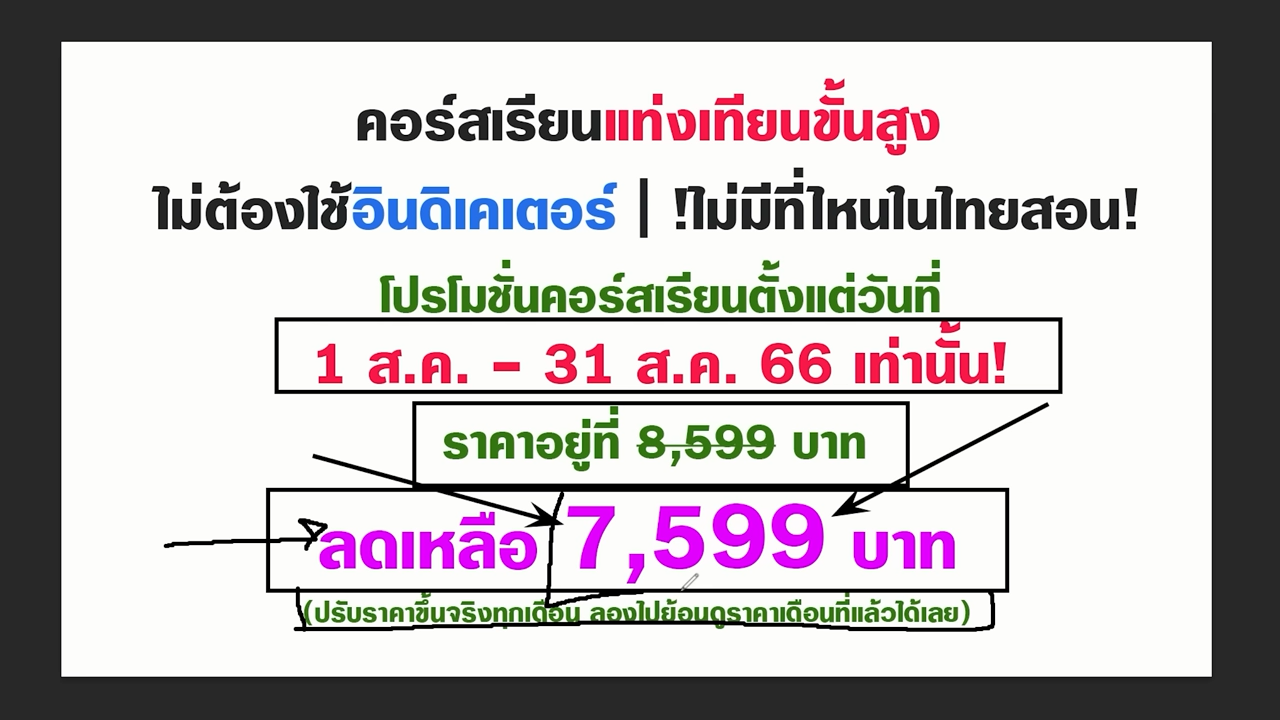 คอร์สเรียนแท่งเทียนขั้นสูง
ไม่ต้องใช้อินดิเคเตอร์ | !ไม่มีที่ไหนในไทยสอน!
โปรโมชั่นคอร์สเรียนตั้งแต่วันที่
1 ส.ค. – 31 ส.ค. 66 เท่านั้น!
ราคาอยู่ที่ 8,599 บาท
ลดเหลือ 7,599 บาท
(ปรับราคาขึ้นจริงทุกเดือน ลองไปย้อนดูราคาเดือนที่แล้วได้เลย)